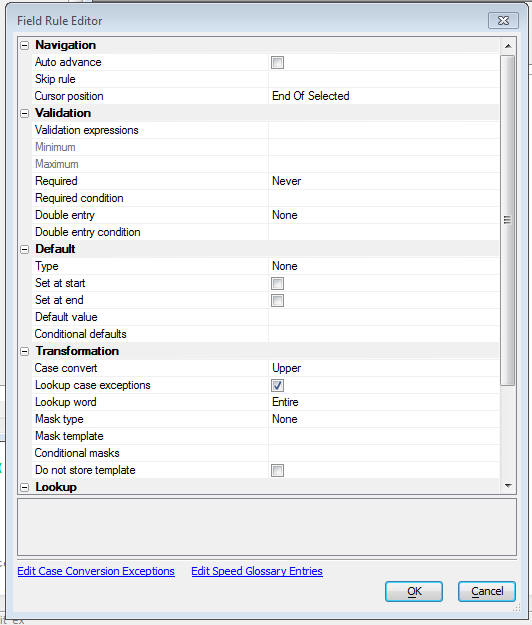 Field Rule Editor
Navigation
Auto advance
Skip rule
Cursor position End Of Selected
Validation
Validation expressions
Minimum
Maximum
Required Never
Required condition
Double entry None
Double entry condition
Default
Type None
Set at start
Set at end
Default value
Conditional defaults
Transformation
Case convert Upper
Lookup case exceptions
Lookup word Entire
Mask type None
Mask template
Conditional masks
Do not store template
Lookup
Edit Case Conversion Exceptions Edit Speed Glossary Entries
OK Cancel